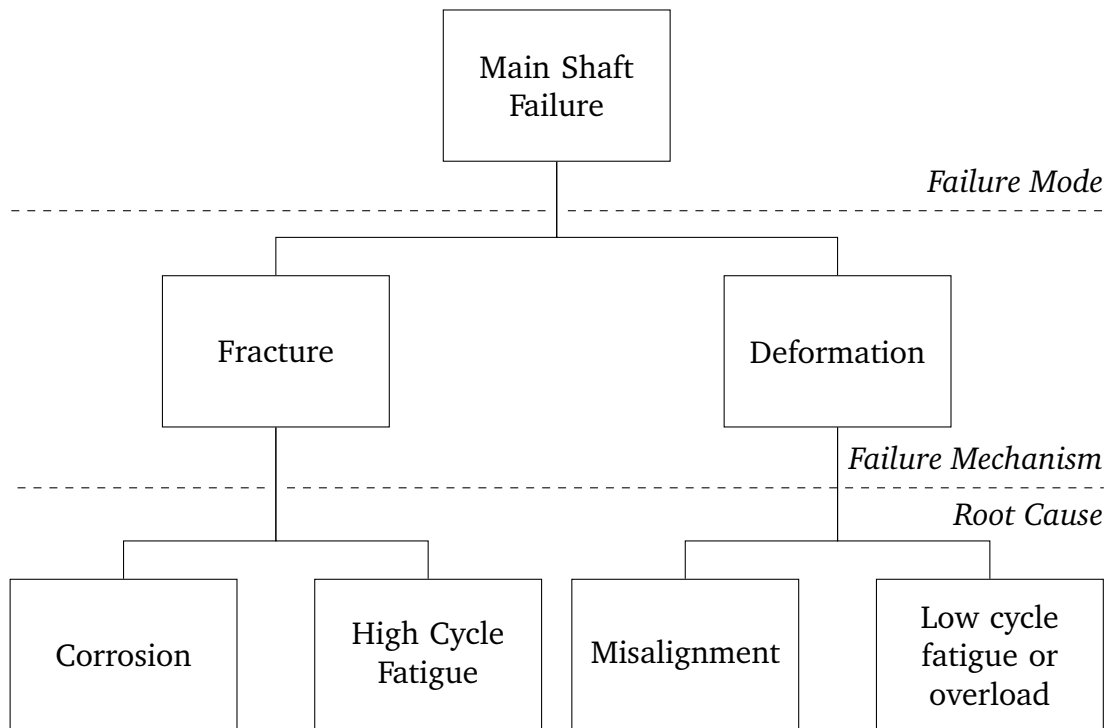 Main Shaft
Failure
Failure Mode
Fracture
Deformation
Failure Mechanism
Root Cause
Corrosion
High Cycle
Fatigue
Misalignment
Low cycle
fatigue or
overload